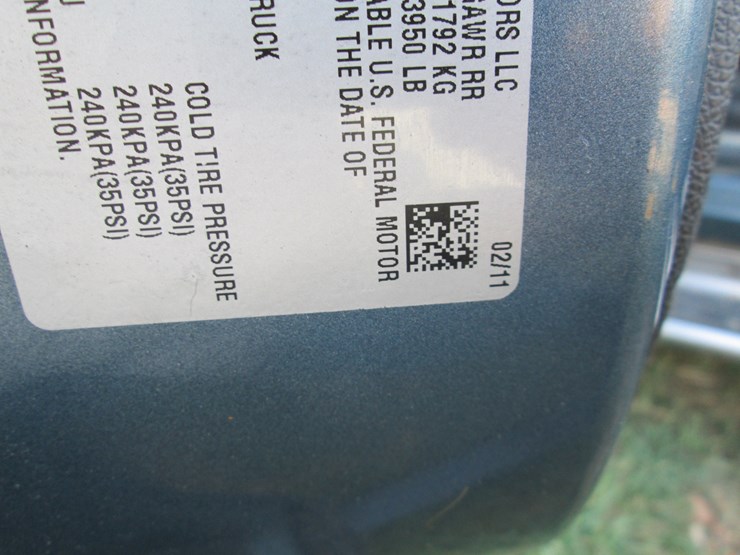 02/11
ORS LLC
GAWR RR
1792 KG
3950 LB
ABLE U.S. FEDERAL MOTOR
ON THE DATE OF
RUCK
COLD TIRE PRESSURE
240KPA(35PSI)
240KPA(35PSI)
240KPA(35PSI)
U
NFORMATION.